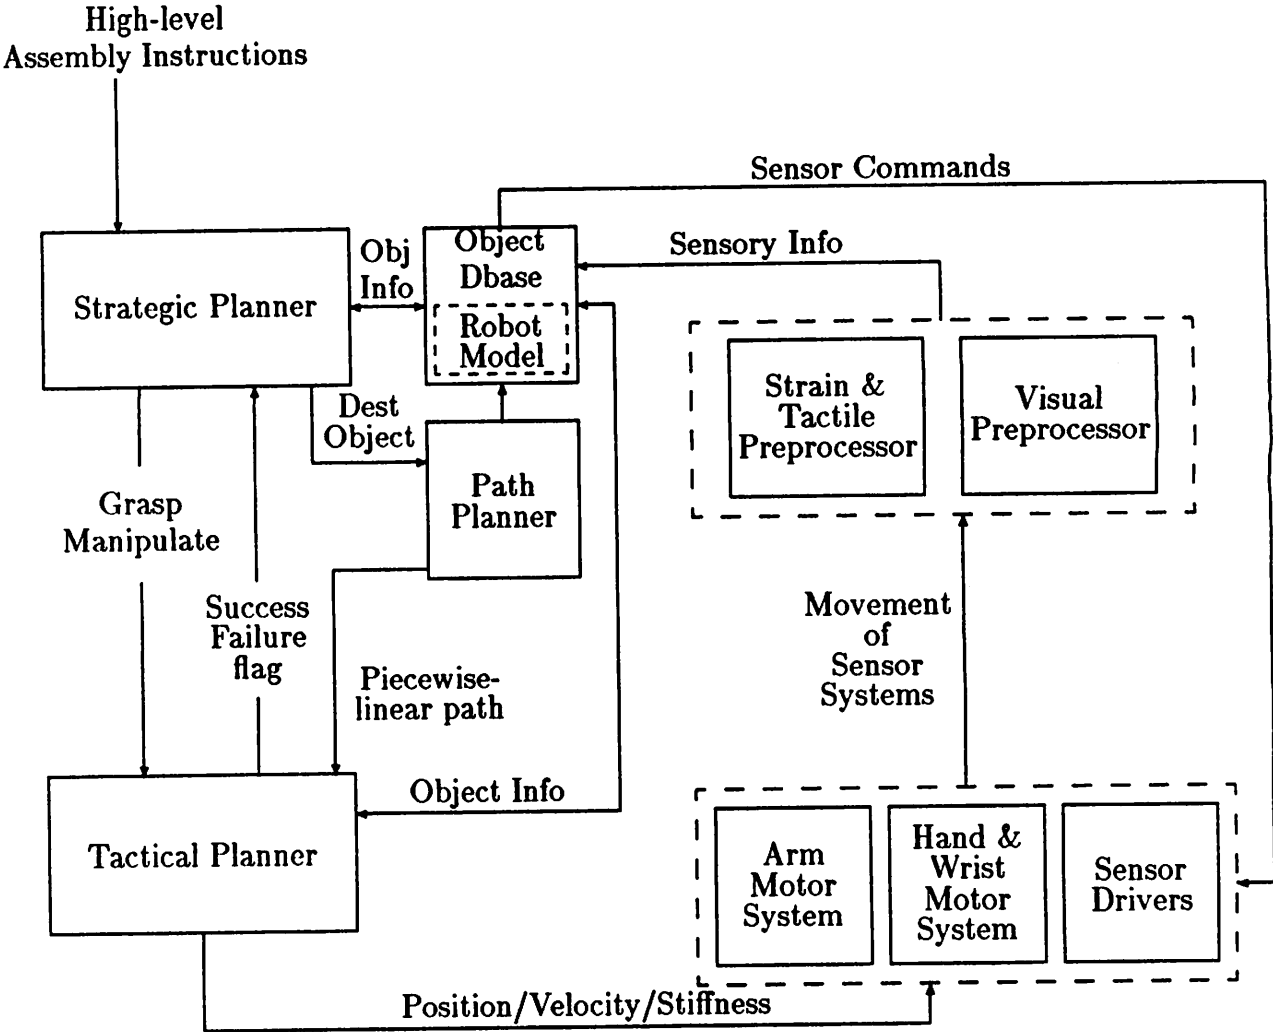 High-level
Assembly Instructions
Sensor Commands
Strategic Planner
Obj
Info
Object
Dbase
Robot
Model
Sensory Info
Strain &
Tactile
Preprocessor
Visual
Preprocessor
Dest
Object
Path
Planner
Grasp
Manipulate
Success
Failure
flag
Piecewise-
linear path
Movement
of
Sensor
Systems
Object Info
Tactical Planner
Arm
Motor
System
Hand &
Wrist
Motor
System
Sensor
Drivers
Position/Velocity/Stiffness